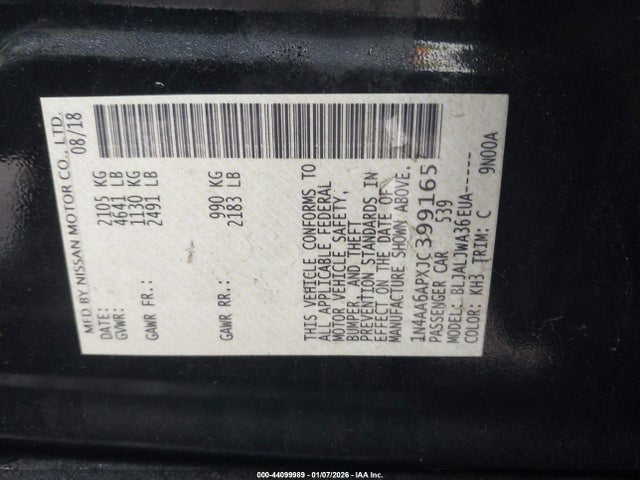 MFD BY NISSAN MOTOR CO., LTD.
DATE: 08/18
GVWR: 2105 KG
4641 LB
GAWR FR: 1130 KG
2491 LB
GAWR RR: 990 KG
2183 LB
THIS VEHICLE CONFORMS TO
ALL APPLICABLE FEDERAL
MOTOR VEHICLE SAFETY,
BUMPER, AND THEFT
PREVENTION STANDARDS IN
EFFECT ON THE DATE OF
MANUFACTURE SHOWN ABOVE.
1N4AA6APXJC399165
PASSENGER CAR 539
MODEL: BLJALJWA36EUA-----
COLOR: KH3 TRIM: C 9N00A
000-44099989 | 01/07/2026 | IAA Inc.